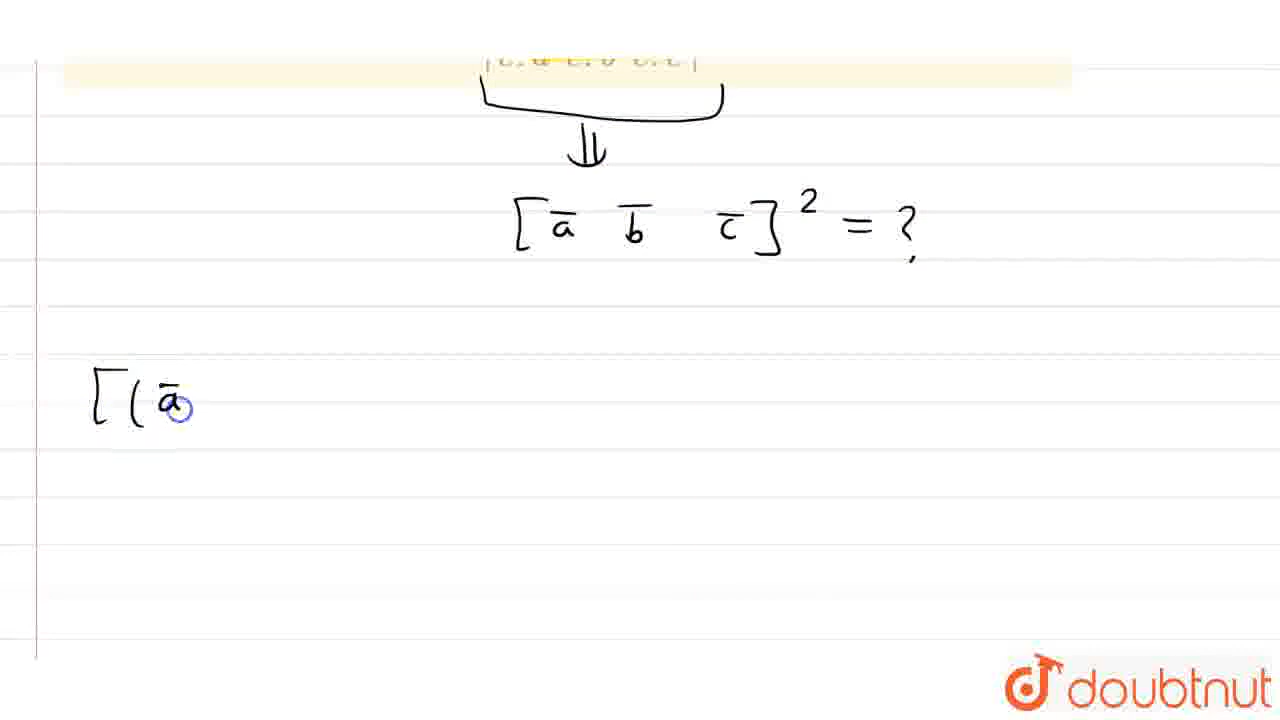 [ā b̄ c̄]² = ?
[(ā
doubtnut